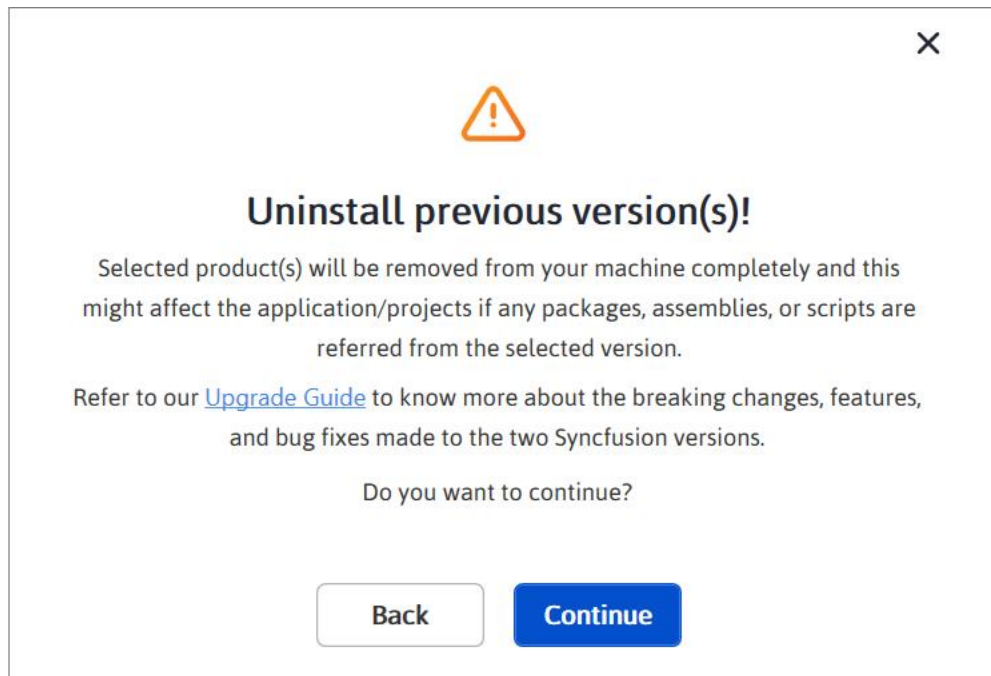 Uninstall previous version(s)!
Selected product(s) will be removed from your machine completely and this
might affect the application/projects if any packages, assemblies, or scripts are
referred from the selected version.
Refer to our Upgrade Guide to know more about the breaking changes, features,
and bug fixes made to the two Syncfusion versions.
Do you want to continue?
Back
Continue